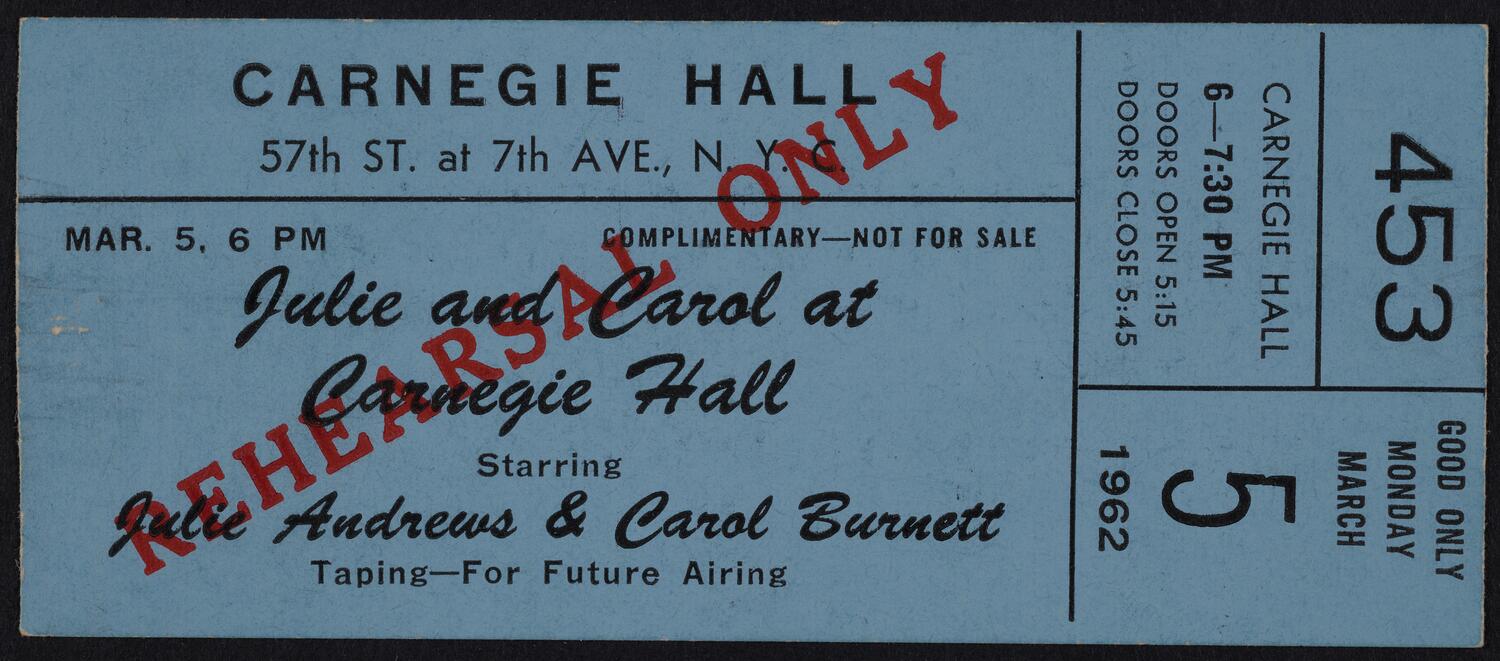 CARNEGIE HALL
57th ST. at 7th AVE., N. Y. C.
MAR. 5, 6 PM
COMPLIMENTARY—NOT FOR SALE
Julie and Carol at
Carnegie Hall
Starring
Julie Andrews & Carol Burnett
Taping—For Future Airing
REHEARSAL ONLY
453
CARNEGIE HALL
6—7:30 PM
DOORS OPEN 5:15
DOORS CLOSE 5:45
GOOD ONLY
MONDAY
MARCH
5
1962